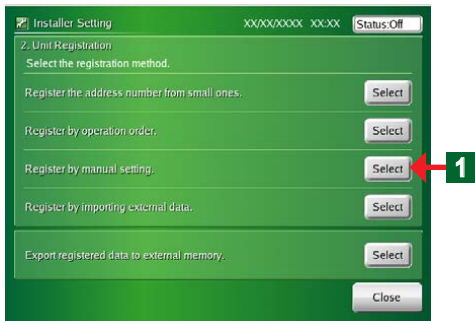 Installer Setting XX/XX/XXXX XX:XX Status:Off
2. Unit Registration
Select the registration method.
Register the address number from small ones. Select
Register by operation order. Select
Register by manual setting. Select 1
Register by importing external data. Select
Export registered data to external memory. Select
Close